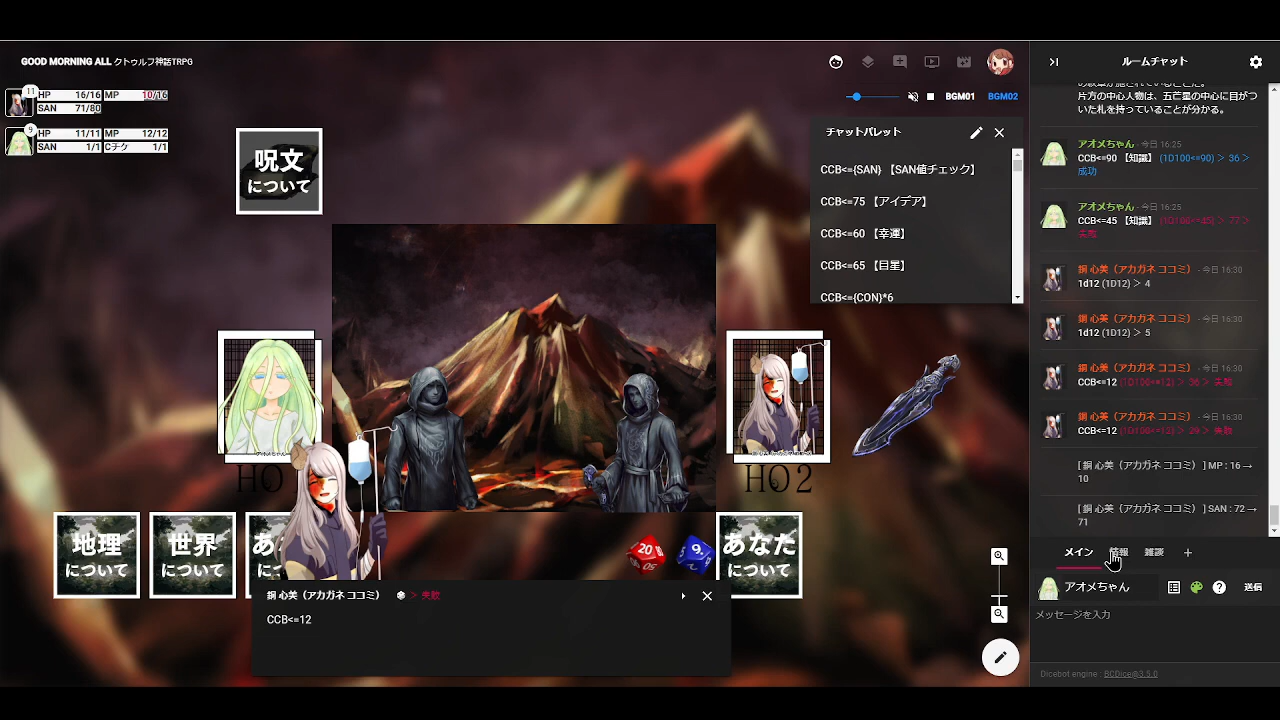 GOOD MORNING ALL クトゥルフ神話TRPG
11
HP 16/16 MP 10/16
SAN 71/80
9
HP 11/11 MP 12/12
SAN 1/1 Cチケ 1/1
呪文
について
HO
HO2
地理
について
世界
について
あ
に
あなた
について
20
9.
銅 心美（アカガネ ココミ） > 失敗
CCB<=12
BGM01 BGM02
チャットパレット
CCB<={SAN} 【SAN値チェック】
CCB<=75 【アイデア】
CCB<=60 【幸運】
CCB<=65 【目星】
CCB<={CON}*6
ルームチャット
片方の中心人物は、五芒星の中心に目がつ
いた札を持っていることが分かる。
アオメちゃん - 今日 16:25
CCB<=90 【知識】 (1D100<=90) > 36 >
成功
アオメちゃん - 今日 16:25
CCB<=45 【知識】 (1D100<=45) > 77 >
失敗
銅 心美（アカガネ ココミ） - 今日 16:30
1d12 (1D12) > 4
銅 心美（アカガネ ココミ） - 今日 16:30
1d12 (1D12) > 5
銅 心美（アカガネ ココミ） - 今日 16:30
CCB<=12 (1D100<=12) > 36 > 失敗
銅 心美（アカガネ ココミ） - 今日 16:30
CCB<=12 (1D100<=12) > 29 > 失敗
[ 銅 心美（アカガネ ココミ） ] MP : 16 →
10
[ 銅 心美（アカガネ ココミ） ] SAN : 72 →
71
メイン 情報 雑談 +
アオメちゃん
送信
メッセージを入力
Dicebot engine : BCDice@3.5.0